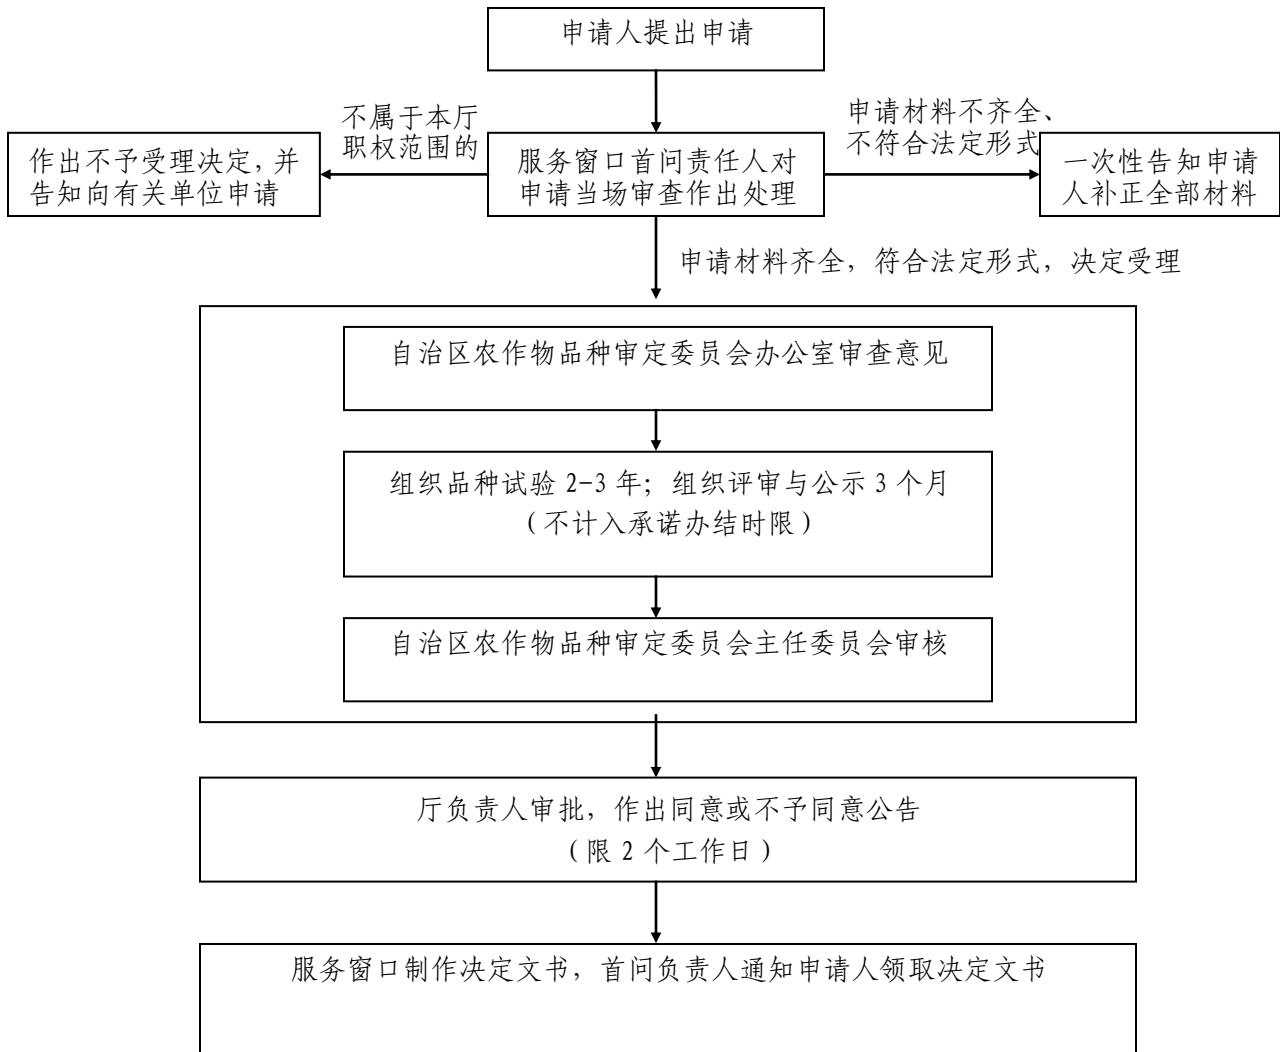 申请人提出申请
不属于本厅
职权范围的
申请材料不齐全、
不符合法定形式
作出不予受理决定，并
告知向有关单位申请
服务窗口首问责任人对
申请当场审查作出处理
一次性告知申请
人补正全部材料
申请材料齐全，符合法定形式，决定受理
自治区农作物品种审定委员会办公室审查意见
组织品种试验 2-3 年；组织评审与公示 3 个月
（不计入承诺办结时限）
自治区农作物品种审定委员会主任委员会审核
厅负责人审批，作出同意或不予同意公告
（限 2 个工作日）
服务窗口制作决定文书，首问负责人通知申请人领取决定文书